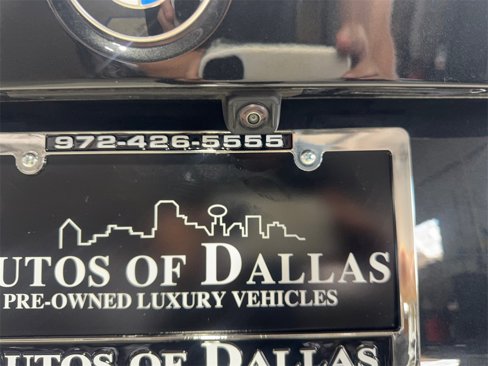 972-426-5555
UTOS OF DALLAS
PRE-OWNED LUXURY VEHICLES
UTOS OF DALLAS